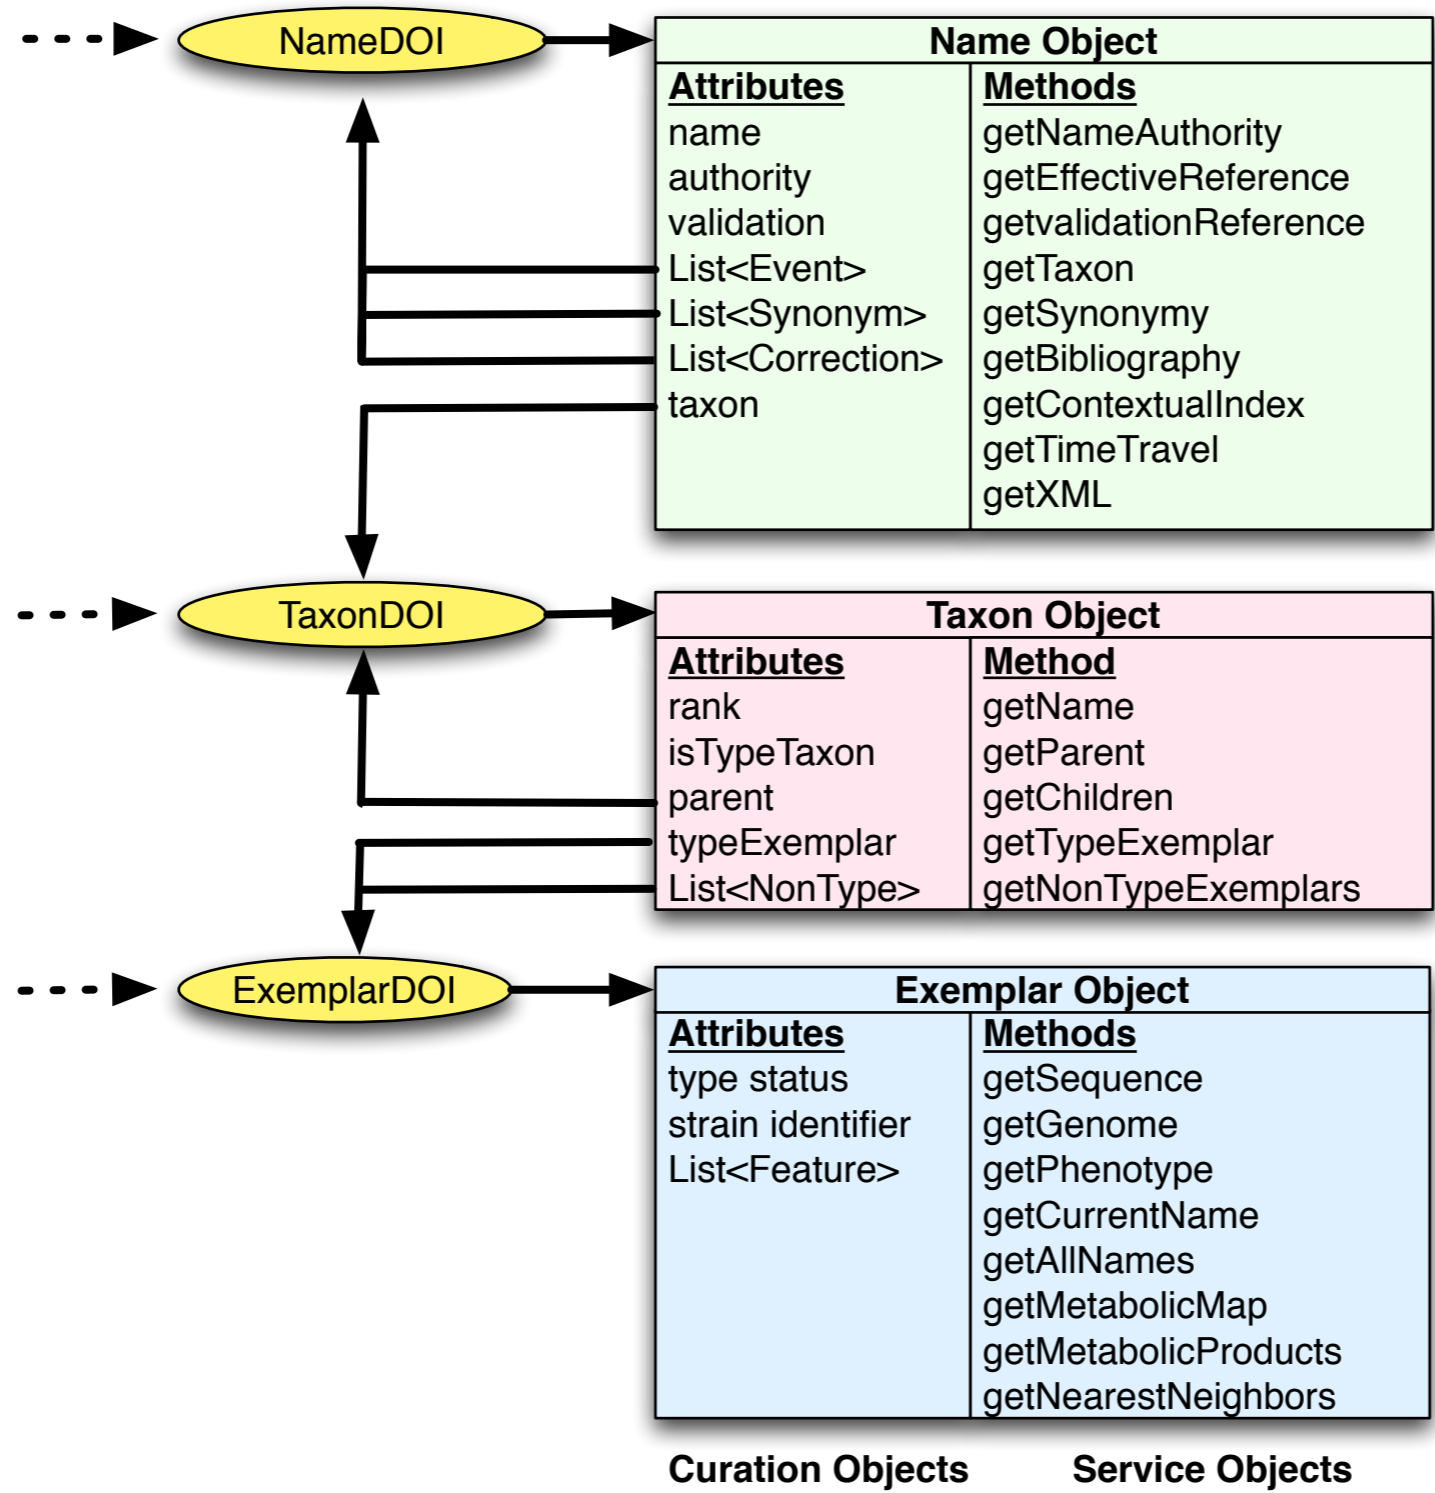 NameDOI
Name Object
Attributes
name
authority
validation
List<Event>
List<Synonym>
List<Correction>
taxon
Methods
getNameAuthority
getEffectiveReference
getvalidationReference
getTaxon
getSynonymy
getBibliography
getContextualIndex
getTimeTravel
getXML
TaxonDOI
Taxon Object
Attributes
rank
isTypeTaxon
parent
typeExemplar
List<NonType>
Method
getName
getParent
getChildren
getTypeExemplar
getNonTypeExemplars
ExemplarDOI
Exemplar Object
Attributes
type status
strain identifier
List<Feature>
Methods
getSequence
getGenome
getPhenotype
getCurrentName
getAllNames
getMetabolicMap
getMetabolicProducts
getNearestNeighbors
Curation Objects
Service Objects